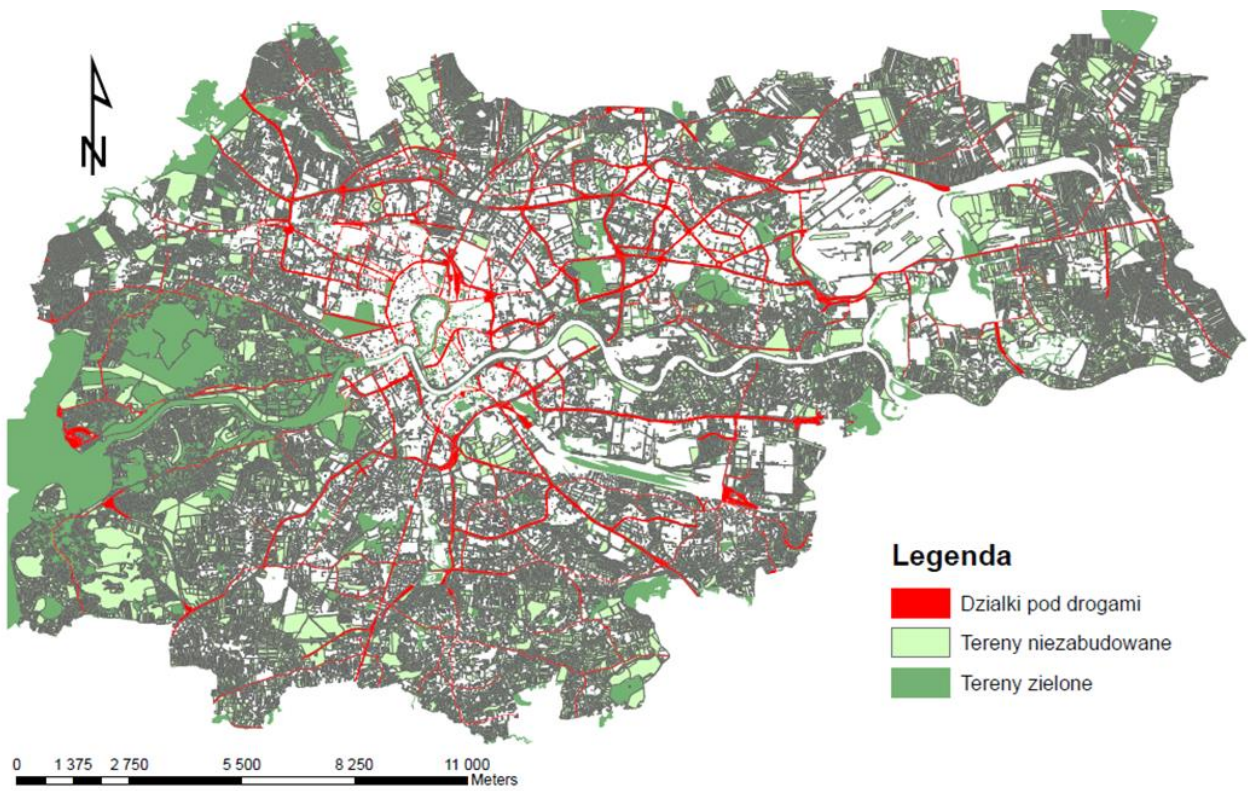 N
Legenda
Dzialki pod drogami
Tereny niezabudowane
Tereny zielone
0 1 375 2 750 5 500 8 250 11 000
Meters